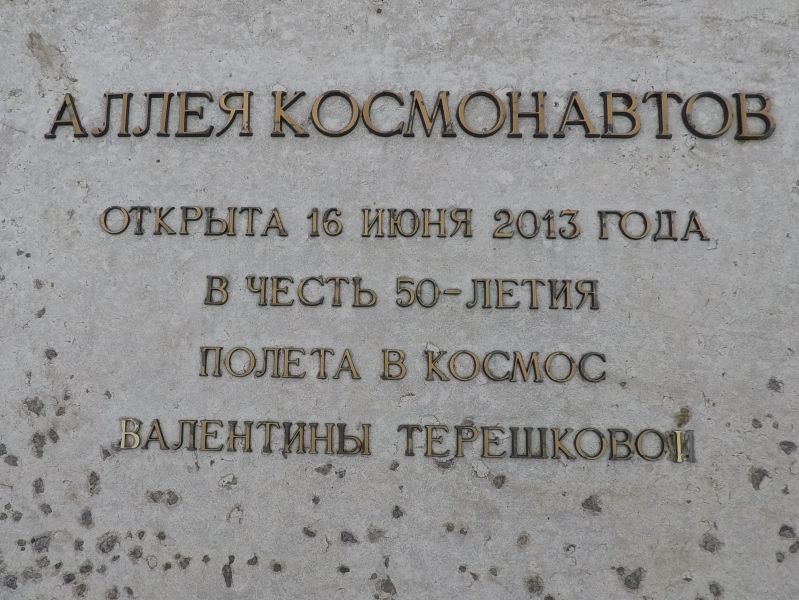 АЛЛЕЯ КОСМОНАВТОВ
ОТКРЫТА 16 ИЮНЯ 2013 ГОДА
В ЧЕСТЬ 50-ЛЕТИЯ
ПОЛЕТА В КОСМОС
ВАЛЕНТИНЫ ТЕРЕШКОВОЙ